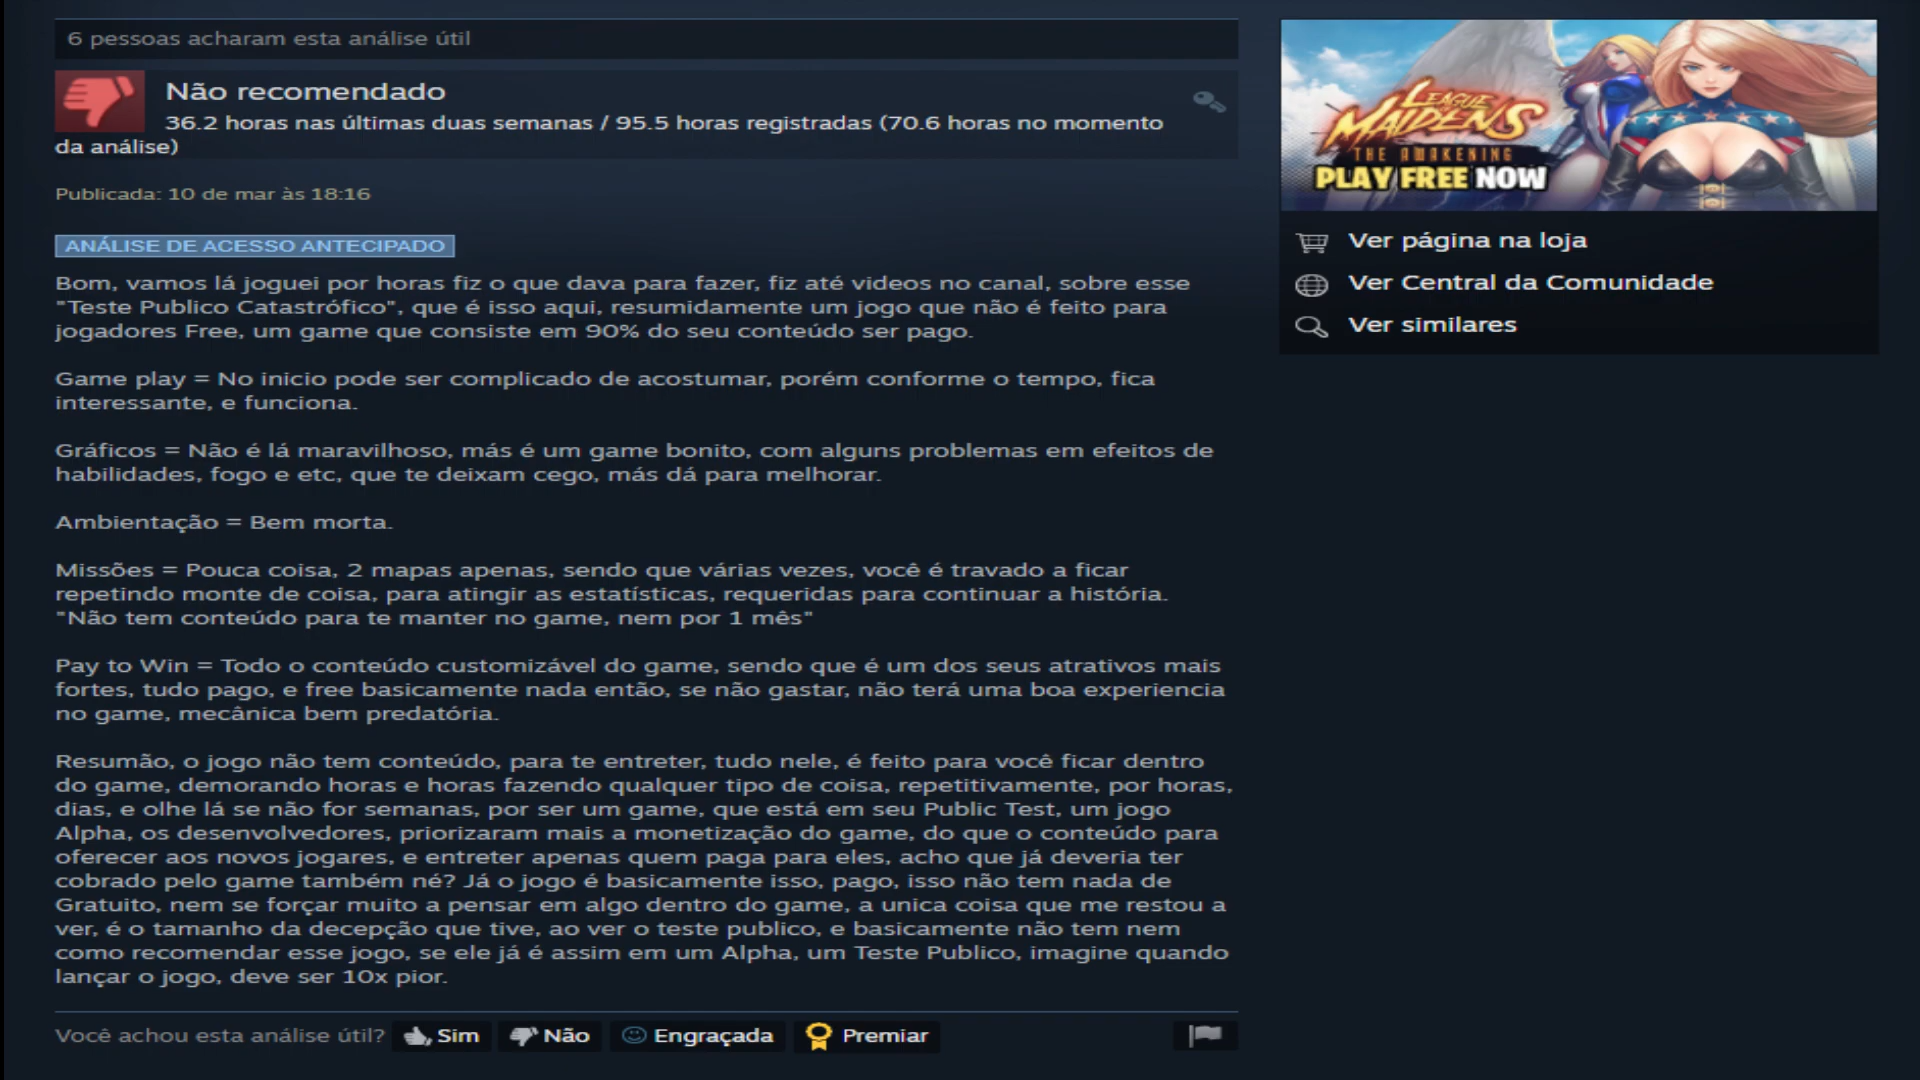 6 pessoas acharam esta análise útil
Não recomendado
36.2 horas nas últimas duas semanas / 95.5 horas registradas (70.6 horas no momento
da análise)
Publicada: 10 de mar às 18:16
ANÁLISE DE ACESSO ANTECIPADO
Bom, vamos lá joguei por horas fiz o que dava para fazer, fiz até videos no canal, sobre esse
"Teste Publico Catastrófico", que é isso aqui, resumidamente um jogo que não é feito para
jogadores Free, um game que consiste em 90% do seu conteúdo ser pago.
Game play = No inicio pode ser complicado de acostumar, porém conforme o tempo, fica
interessante, e funciona.
Gráficos = Não é lá maravilhoso, más é um game bonito, com alguns problemas em efeitos de
habilidades, fogo e etc, que te deixam cego, más dá para melhorar.
Ambientação = Bem morta.
Missões = Pouca coisa, 2 mapas apenas, sendo que várias vezes, você é travado a ficar
repetindo monte de coisa, para atingir as estatísticas, requeridas para continuar a história.
"Não tem conteúdo para te manter no game, nem por 1 mês"
Pay to Win = Todo o conteúdo customizável do game, sendo que é um dos seus atrativos mais
fortes, tudo pago, e free basicamente nada então, se não gastar, não terá uma boa experiencia
no game, mecânica bem predatória.
Resumão, o jogo não tem conteúdo, para te entreter, tudo nele, é feito para você ficar dentro
do game, demorando horas e horas fazendo qualquer tipo de coisa, repetitivamente, por horas,
dias, e olhe lá se não for semanas, por ser um game, que está em seu Public Test, um jogo
Alpha, os desenvolvedores, priorizaram mais a monetização do game, do que o conteúdo para
oferecer aos novos jogares, e entreter apenas quem paga para eles, acho que já deveria ter
cobrado pelo game também né? Já o jogo é basicamente isso, pago, isso não tem nada de
Gratuito, nem se forçar muito a pensar em algo dentro do game, a unica coisa que me restou a
ver, é o tamanho da decepção que tive, ao ver o teste publico, e basicamente não tem nem
como recomendar esse jogo, se ele já é assim em um Alpha, um Teste Publico, imagine quando
lançar o jogo, deve ser 10x pior.
Você achou esta análise útil? Sim Não Engraçada Premiar
LEAGUE
MAIDENS
THE AWAKENING
PLAY FREE NOW
Ver página na loja
Ver Central da Comunidade
Ver similares